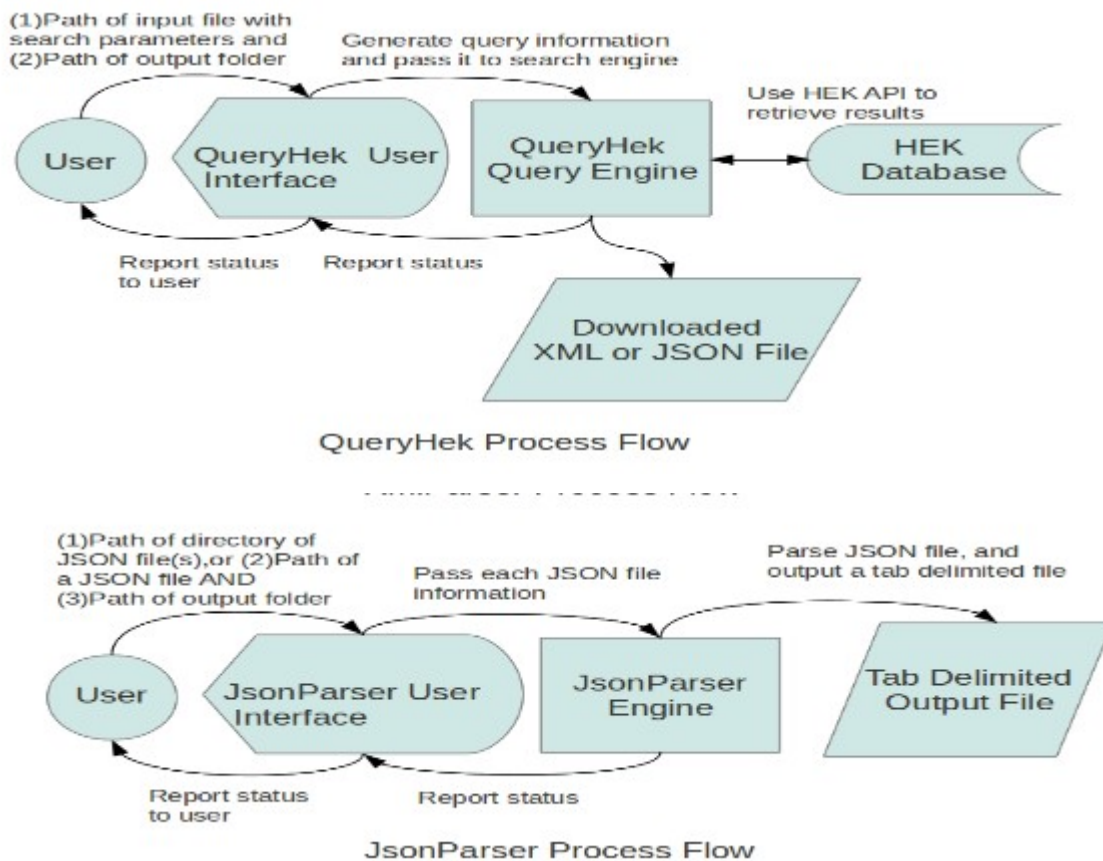 (1)Path of input file with
search parameters and
(2)Path of output folder
Generate query information
and pass it to search engine
Use HEK API to
retrieve results
User
QueryHek User
Interface
QueryHek
Query Engine
HEK
Database
Report status
to user
Report status
Downloaded
XML or JSON File
QueryHek Process Flow
Process Flow
(1)Path of directory of
JSON file(s),or (2)Path of
a JSON file AND
(3)Path of output folder
Pass each JSON file
information
Parse JSON file, and
output a tab delimited file
User
JsonParser User
Interface
JsonParser
Engine
Tab Delimited
Output File
Report status
to user
Report status
JsonParser Process Flow